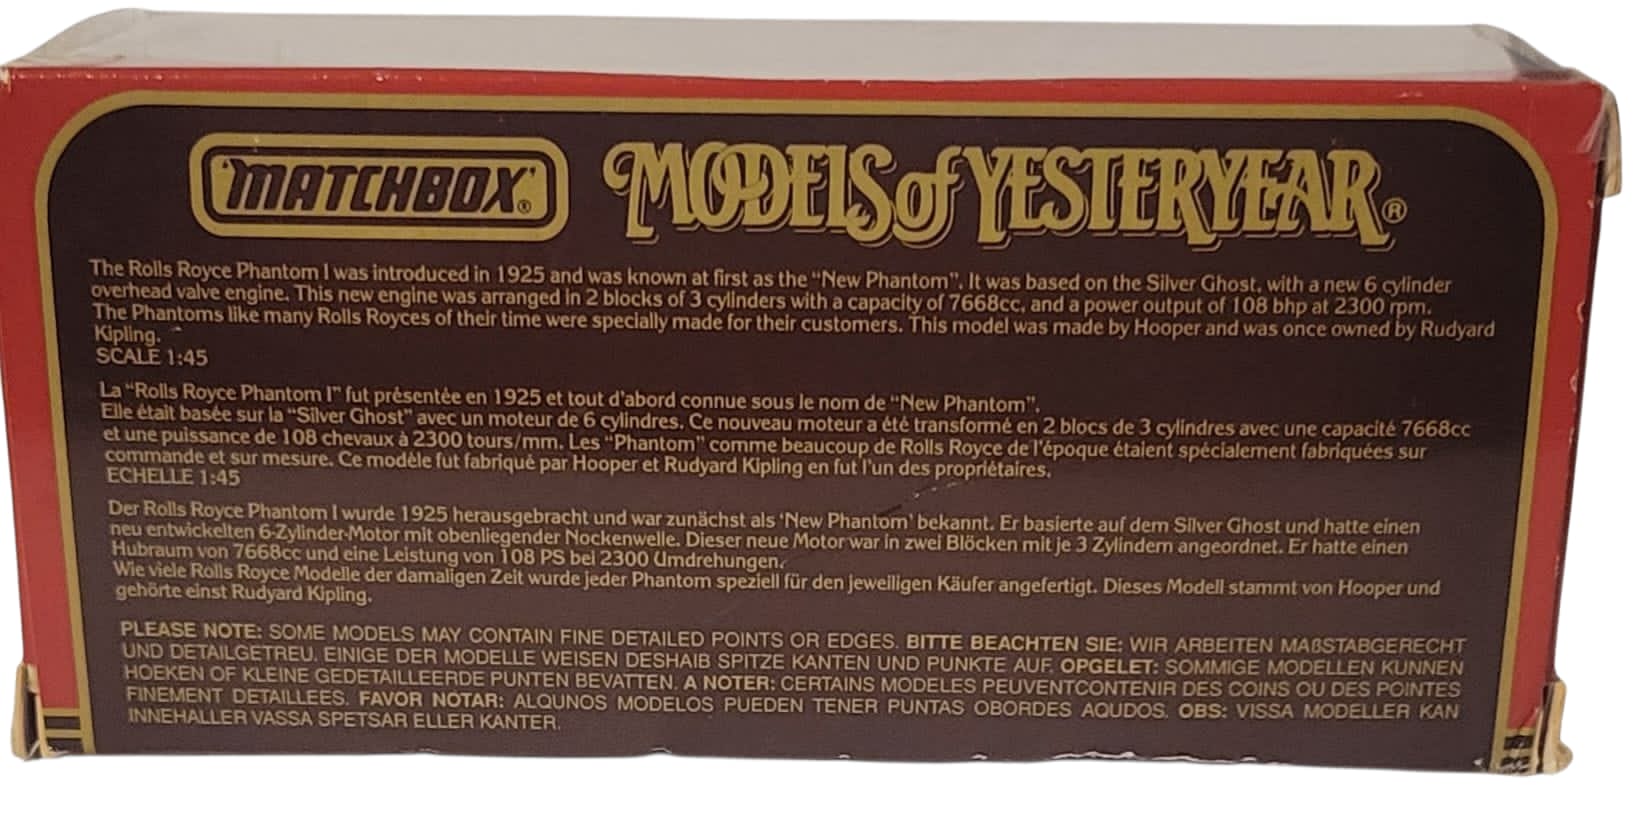 MATCHBOX® MODELS of YESTERYEAR®
The Rolls Royce Phantom I was introduced in 1925 and was known at first as the “New Phantom”. It was based on the Silver Ghost, with a new 6 cylinder
overhead valve engine. This new engine was arranged in 2 blocks of 3 cylinders with a capacity of 7668cc, and a power output of 108 bhp at 2300 rpm.
The Phantoms like many Rolls Royces of their time were specially made for their customers. This model was made by Hooper and was once owned by Rudyard
Kipling.
SCALE 1:45
La “Rolls Royce Phantom I” fut présentée en 1925 et tout d'abord connue sous le nom de “New Phantom”.
Elle était basée sur la “Silver Ghost” avec un moteur de 6 cylindres. Ce nouveau moteur a été transformé en 2 blocs de 3 cylindres avec une capacité 7668cc
et une puissance de 108 chevaux à 2300 tours/mm. Les “Phantom” comme beaucoup de Rolls Royce de l'époque étaient spécialement fabriquées sur
commande et sur mesure. Ce modèle fut fabriqué par Hooper et Rudyard Kipling en fut l'un des propriétaires.
ECHELLE 1:45
Der Rolls Royce Phantom I wurde 1925 herausgebracht und war zunächst als 'New Phantom' bekannt. Er basierte auf dem Silver Ghost und hatte einen
neu entwickelten 6-Zylinder-Motor mit obenliegender Nockenwelle. Dieser neue Motor war in zwei Blöcken mit je 3 Zylindern angeordnet. Er hatte einen
Hubraum von 7668cc und eine Leistung von 108 PS bei 2300 Umdrehungen.
Wie viele Rolls Royce Modelle der damaligen Zeit wurde jeder Phantom speziell für den jeweiligen Käufer angefertigt. Dieses Modell stammt von Hooper und
gehörte einst Rudyard Kipling.
PLEASE NOTE: SOME MODELS MAY CONTAIN FINE DETAILED POINTS OR EDGES. BITTE BEACHTEN SIE: WIR ARBEITEN MAßSTABGERECHT
UND DETAILGETREU. EINIGE DER MODELLE WEISEN DESHAIB SPITZE KANTEN UND PUNKTE AUF. OPGELET: SOMMIGE MODELLEN KUNNEN
HOEKEN OF KLEINE GEDETAILLEERDE PUNTEN BEVATTEN. A NOTER: CERTAINS MODELES PEUVENTCONTENIR DES COINS OU DES POINTES
FINEMENT DETAILLEES. FAVOR NOTAR: ALQUNOS MODELOS PUEDEN TENER PUNTAS OBORDES AQUDOS. OBS: VISSA MODELLER KAN
INNEHALLER VASSA SPETSAR ELLER KANTER.